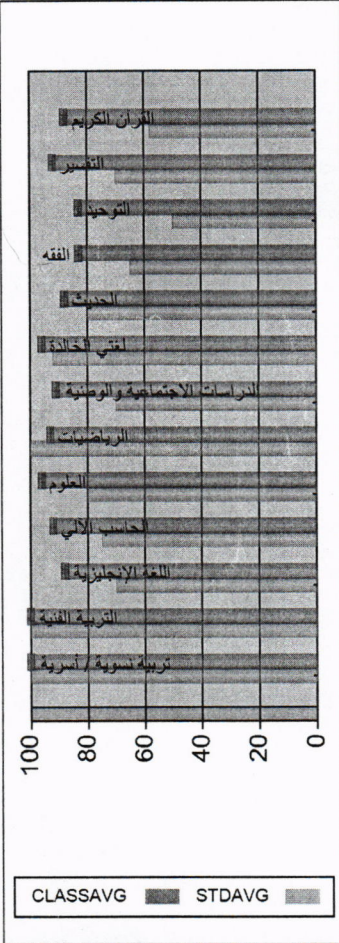 القرآن الكريم
التفسير
التوحيد
الفقه
الحديث
لغتي الخالدة
الدراسات الاجتماعية والوطنية
الرياضيات
العلوم
الحاسب الآلي
اللغة الإنجليزية
التربية الفنية
تربية نسوية / أسرية
100 80 60 40 20 0
CLASSAVG STDAVG